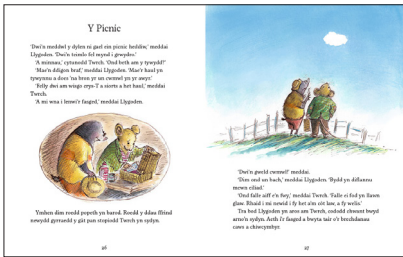 Y Picnic
'Dwi'n meddwl y dylen ni gael ein picnic heddiw,' meddai
Llygoden. 'Dwi'n teimlo fel mynd i grwydro.'
'A minnau,' cytunodd Twrch. 'Ond beth am y tywydd?'
'Mae'n ddigon braf,' meddai Llygoden. 'Mae'r haul yn
tywynnu a does 'na bron yr un cwmwl yn yr awyr.'
'Felly dwi am wisgo crys-T a siorts a het haul,' meddai
Twrch.
'A mi wna i lenwi'r fasged,' meddai Llygoden.
Ymhen dim roedd popeth yn barod. Roedd y ddau ffrind
newydd gyrraedd y gât pan stopiodd Twrch yn sydyn.
26
'Dwi'n gweld cwmwl!' meddai.
'Dim ond un bach,' meddai Llygoden. 'Bydd yn diflannu
mewn eiliad.'
'Ond falle aiff e'n fwy,' meddai Twrch. 'Falle ei fod yn llawn
glaw. Rhaid i mi newid i fy het a'm côt law, a fy welis.'
Tra bod Llygoden yn aros am Twrch, cododd chwant bwyd
arno'n sydyn. Aeth i'r fasged a bwyta tair o'r brechdanau
caws a chiwcymbyr.
27